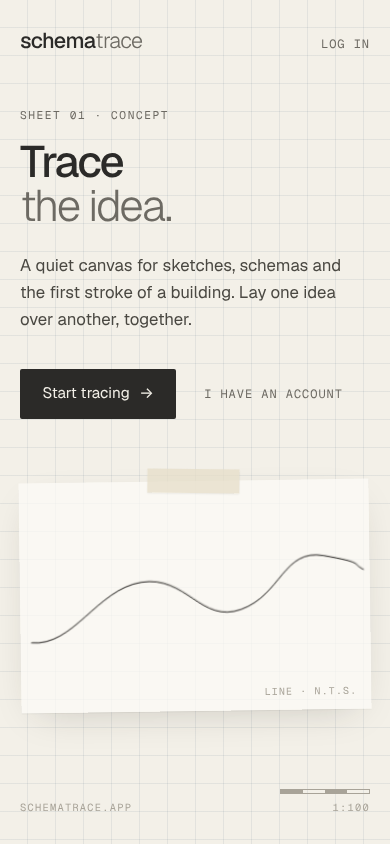 schematrace
LOG IN
SHEET 01 · CONCEPT
Trace
the idea.
A quiet canvas for sketches, schemas and
the first stroke of a building. Lay one idea
over another, together.
Start tracing →
I HAVE AN ACCOUNT
LINE · N.T.S.
SCHEMATRACE.APP
1:100